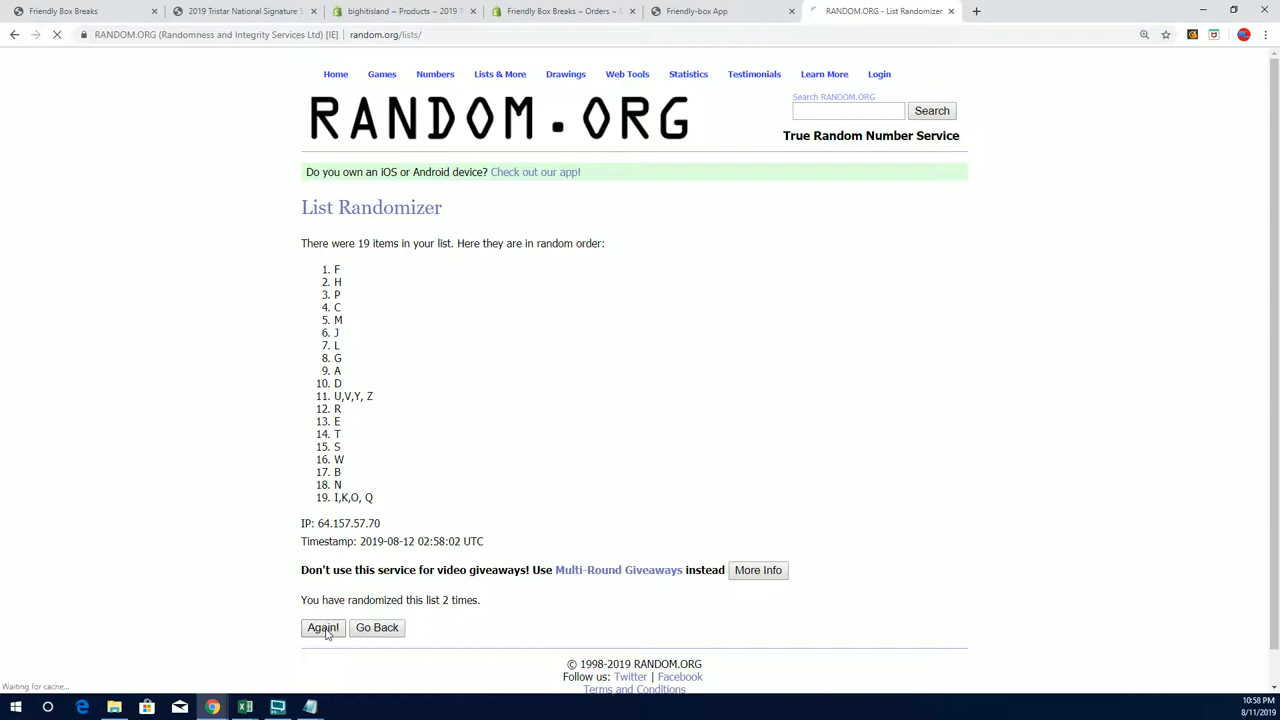 Friendly Box Breaks
2019 Tristar National Signature S
bighitisland ~ Products ~ 2019 T
Friendly Box Breaks ~ Orders ~ S
Friendly-box App
RANDOM.ORG - List Randomizer
RANDOM.ORG (Randomness and Integrity Services Ltd) [IE] | random.org/lists/
Home Games Numbers Lists & More Drawings Web Tools Statistics Testimonials Learn More Login
RANDOM.ORG
Search RANDOM.ORG
Search
True Random Number Service
Do you own an iOS or Android device? Check out our app!
List Randomizer
There were 19 items in your list. Here they are in random order:
1. F
2. H
3. P
4. C
5. M
6. J
7. L
8. G
9. A
10. D
11. U,V,Y, Z
12. R
13. E
14. T
15. S
16. W
17. B
18. N
19. I,K,O, Q
IP: 64.157.57.70
Timestamp: 2019-08-12 02:58:02 UTC
Don't use this service for video giveaways! Use Multi-Round Giveaways instead More Info
You have randomized this list 2 times.
Again! Go Back
© 1998-2019 RANDOM.ORG
Follow us: Twitter | Facebook
Terms and Conditions
Waiting for cache...
10:58 PM
8/11/2019